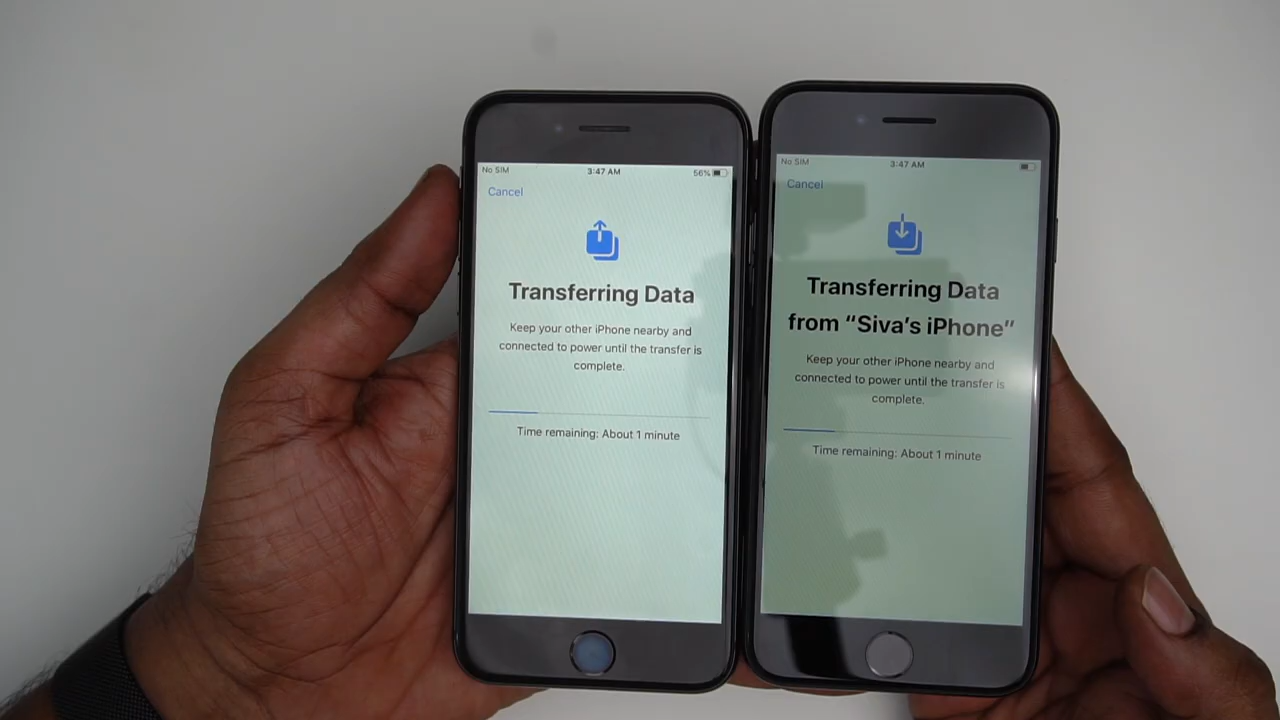 No SIM 3:47 AM 56%
Cancel
Transferring Data
Keep your other iPhone nearby and
connected to power until the transfer is
complete.
Time remaining: About 1 minute
No SIM 3:47 AM
Cancel
Transferring Data
from “Siva’s iPhone”
Keep your other iPhone nearby and
connected to power until the transfer is
complete.
Time remaining: About 1 minute